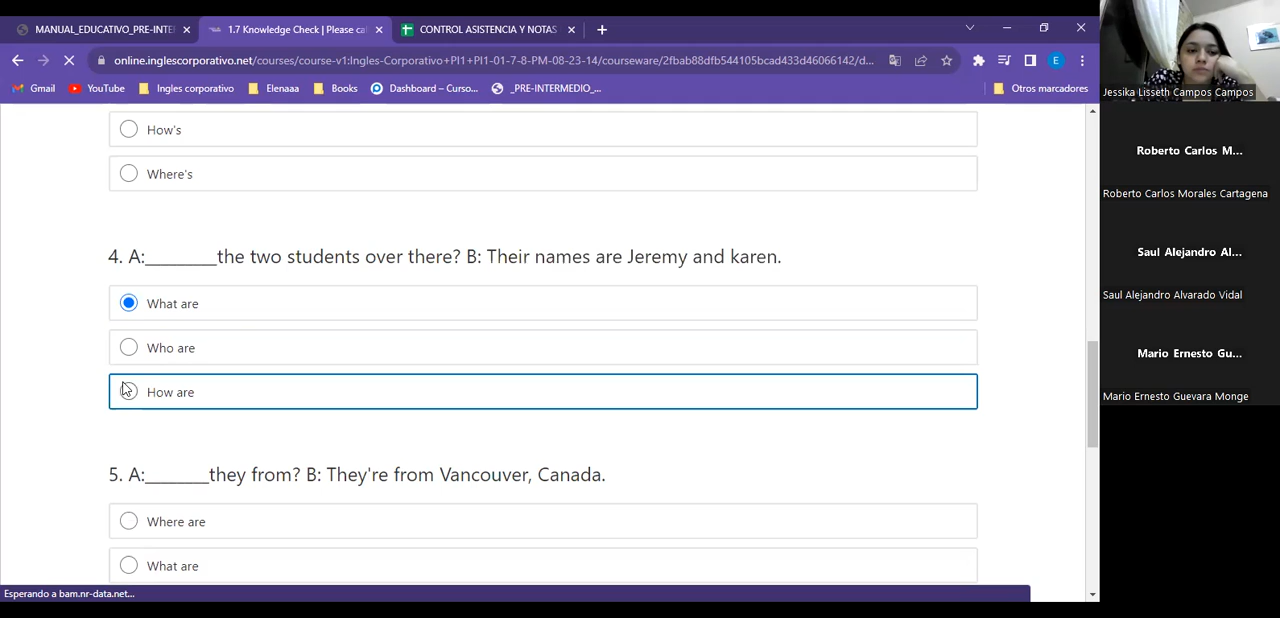 MANUAL_EDUCATIVO_PRE-INTE
1.7 Knowledge Check | Please cal
CONTROL ASISTENCIA Y NOTAS
online.inglescorporativo.net/courses/course-v1:Ingles-Corporativo+PI1+PI1-01-7-8-PM-08-23-14/courseware/2fbab88dfb544105bcad433d46066142/d...
E
Gmail
YouTube
Ingles corporativo
Elenaaa
Books
Dashboard – Curso...
_PRE-INTERMEDIO_...
Otros marcadores
How's
Where's
4. A:_________the two students over there? B: Their names are Jeremy and karen.
What are
Who are
How are
5. A:________they from? B: They're from Vancouver, Canada.
Where are
What are
Esperando a bam.nr-data.net...
Jessika Lisseth Campos Campos
Roberto Carlos M...
Roberto Carlos Morales Cartagena
Saul Alejandro Al...
Saul Alejandro Alvarado Vidal
Mario Ernesto Gu...
Mario Ernesto Guevara Monge